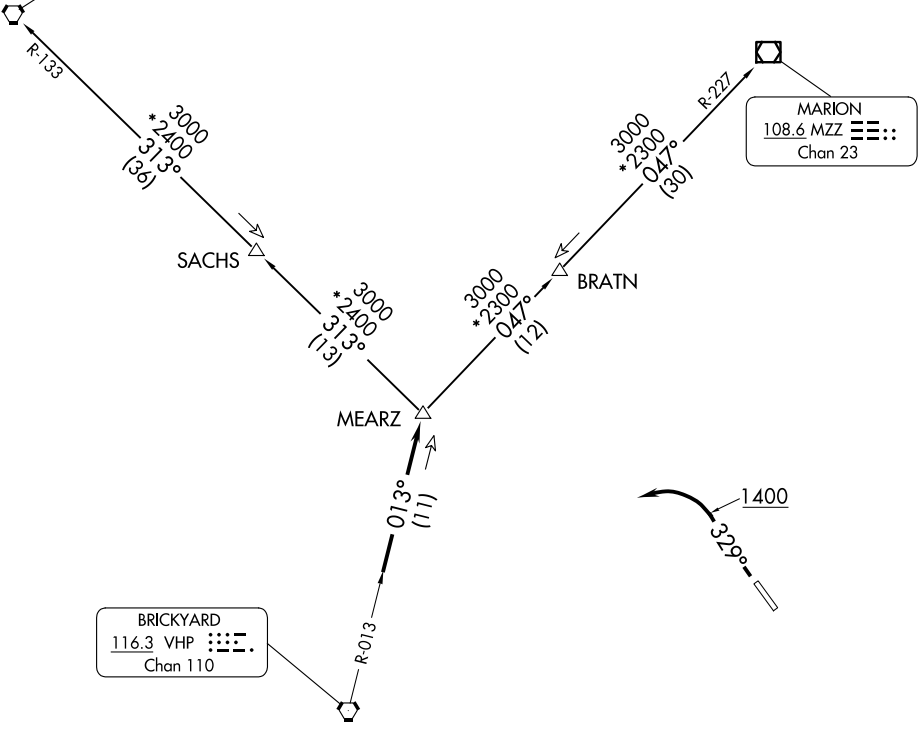 R-133
3000
*2400
313°
(36)
SACHS
3000
*2400
313°
(13)
R-227
3000
*2300
047°
(30)
MARION
108.6 MZZ
Chan 23
BRATN
3000
*2300
047°
(12)
MEARZ
013°
(11)
1400
329°
BRICKYARD
116.3 VHP
Chan 110
R-013